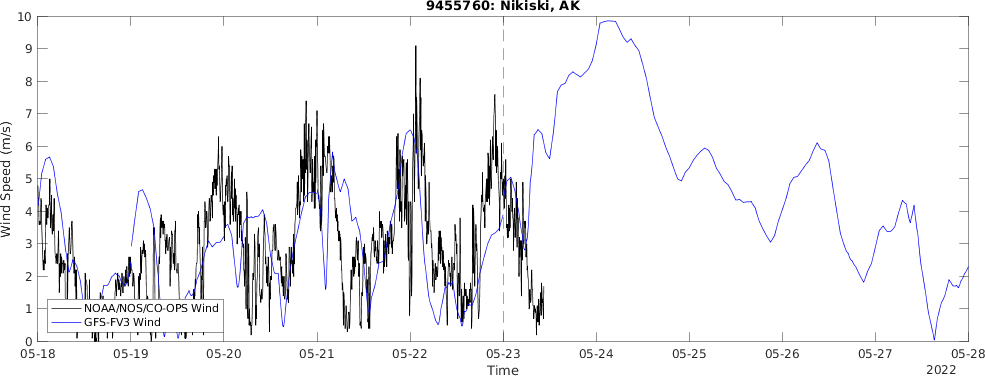 9455760: Nikiski, AK
Wind Speed (m/s)
10
9
8
7
6
5
4
3
2
1
0
NOAA/NOS/CO-OPS Wind
GFS-FV3 Wind
05-18 05-19 05-20 05-21 05-22 05-23 05-24 05-25 05-26 05-27 05-28
Time
2022